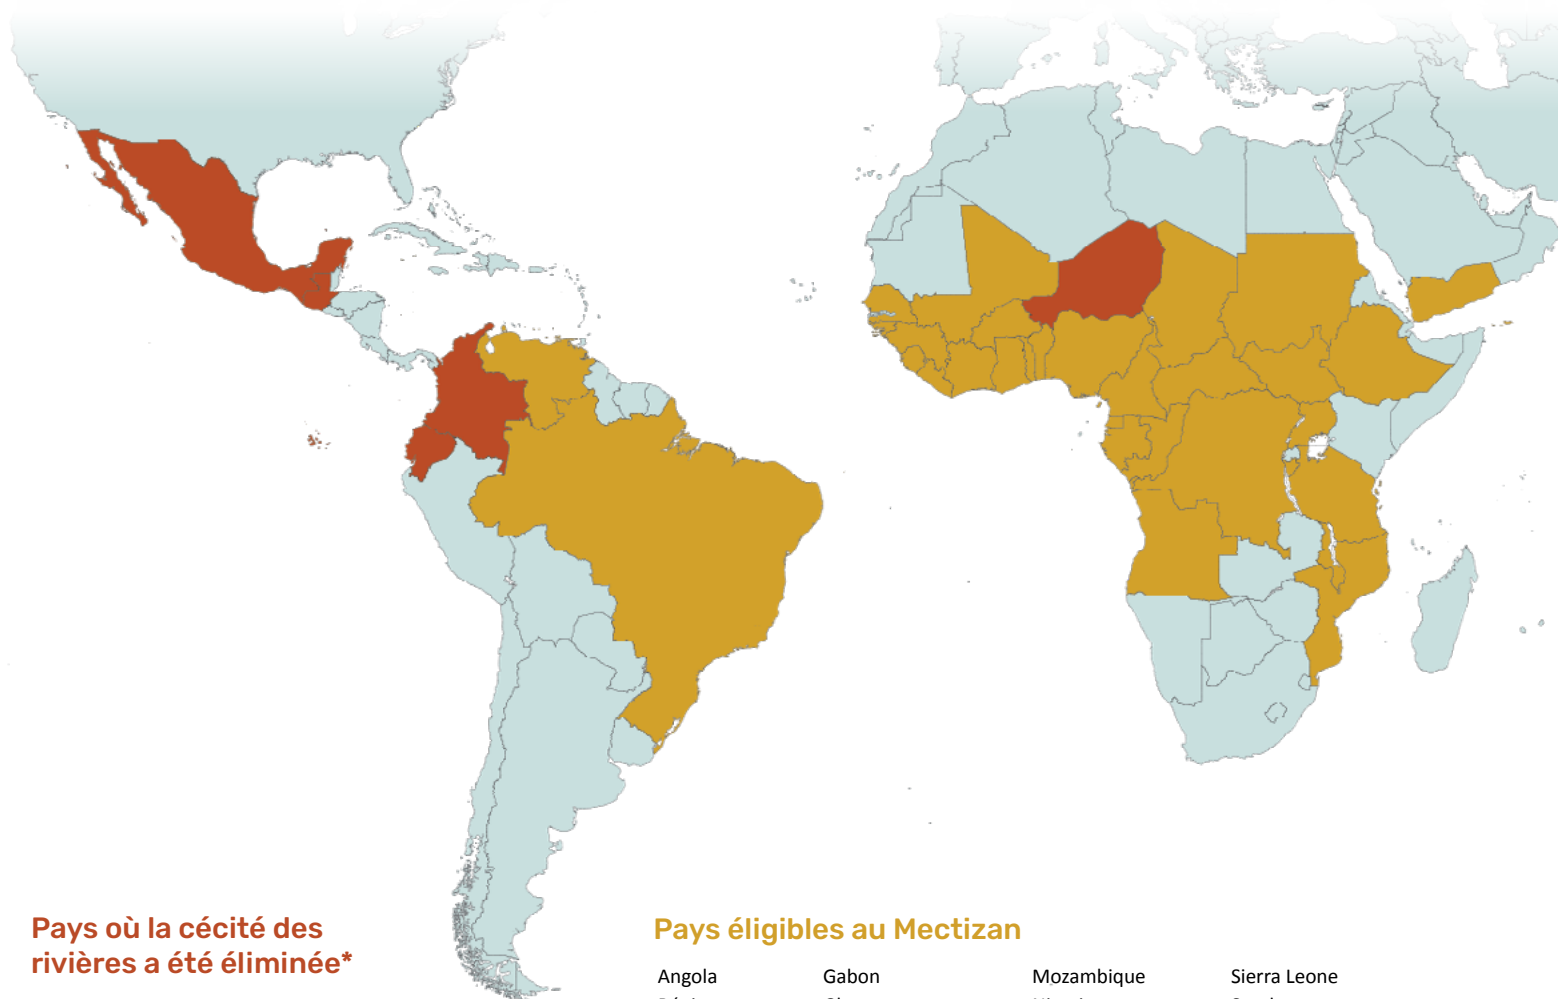 Pays où la cécité des
rivières a été éliminée*
Pays éligibles au Mectizan
Angola Gabon Mozambique Sierra Leone